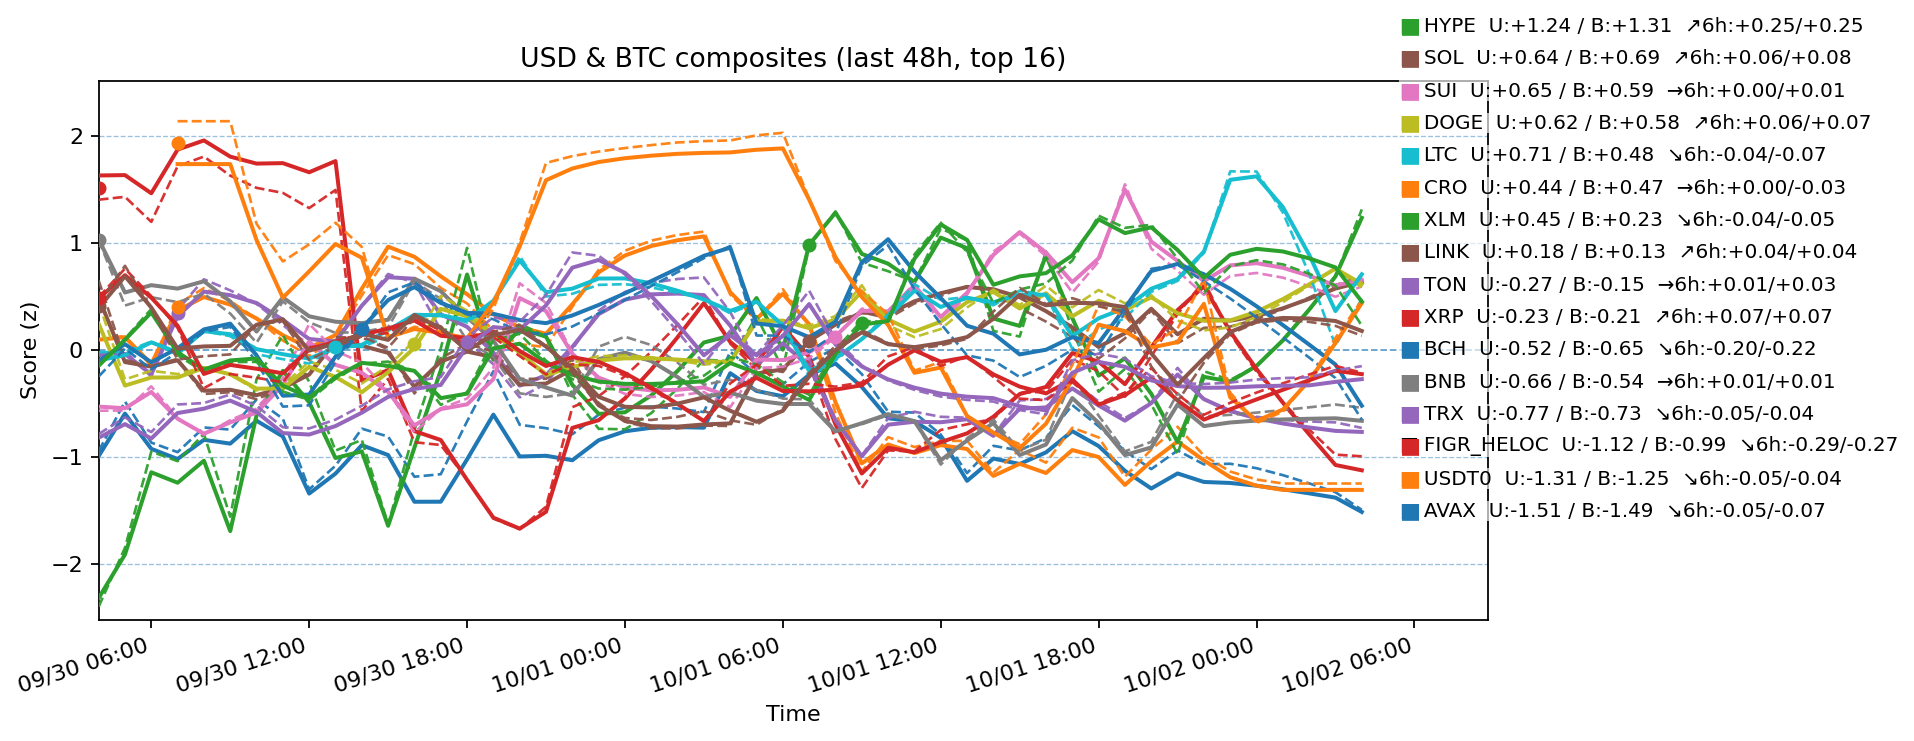 USD & BTC composites (last 48h, top 16)
HYPE U:+1.24 / B:+1.31 ↗6h:+0.25/+0.25
SOL U:+0.64 / B:+0.69 ↗6h:+0.06/+0.08
SUI U:+0.65 / B:+0.59 →6h:+0.00/+0.01
DOGE U:+0.62 / B:+0.58 ↗6h:+0.06/+0.07
LTC U:+0.71 / B:+0.48 ↘6h:-0.04/-0.07
CRO U:+0.44 / B:+0.47 →6h:+0.00/-0.03
XLM U:+0.45 / B:+0.23 ↘6h:-0.04/-0.05
LINK U:+0.18 / B:+0.13 ↗6h:+0.04/+0.04
TON U:-0.27 / B:-0.15 →6h:+0.01/+0.03
XRP U:-0.23 / B:-0.21 ↗6h:+0.07/+0.07
BCH U:-0.52 / B:-0.65 ↘6h:-0.20/-0.22
BNB U:-0.66 / B:-0.54 →6h:+0.01/+0.01
TRX U:-0.77 / B:-0.73 ↘6h:-0.05/-0.04
FIGR_HELOC U:-1.12 / B:-0.99 ↘6h:-0.29/-0.27
USDT0 U:-1.31 / B:-1.25 ↘6h:-0.05/-0.04
AVAX U:-1.51 / B:-1.49 ↘6h:-0.05/-0.07
Score (z)
2
1
0
−1
−2
09/30 06:00
09/30 12:00
09/30 18:00
10/01 00:00
10/01 06:00
10/01 12:00
10/01 18:00
10/02 00:00
10/02 06:00
Time